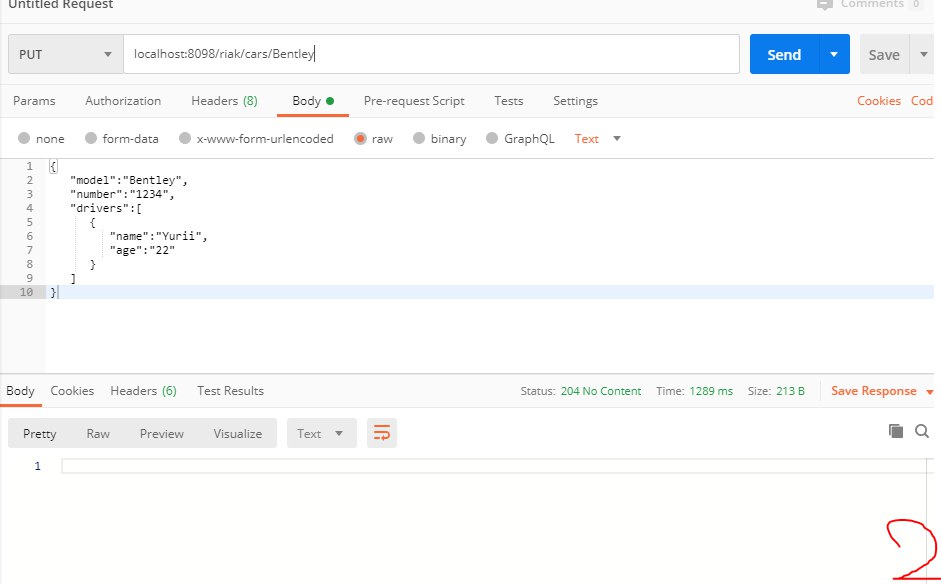 Untitled Request
Comments 0
PUT localhost:8098/riak/cars/Bentley Send Save
Params Authorization Headers (8) Body Pre-request Script Tests Settings Cookies Cod
none form-data x-www-form-urlencoded raw binary GraphQL Text
1 {
2 "model":"Bentley",
3 "number":"1234",
4 "drivers":[
5 {
6 "name":"Yurii",
7 "age":"22"
8 }
9 ]
10 }
Body Cookies Headers (6) Test Results Status: 204 No Content Time: 1289 ms Size: 213 B Save Response
Pretty Raw Preview Visualize Text
1
2